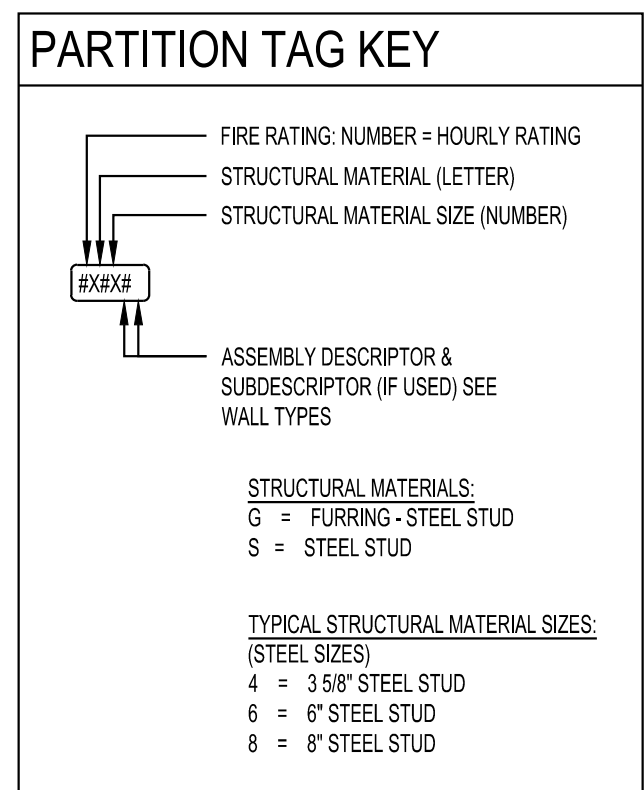 PARTITION TAG KEY
FIRE RATING: NUMBER = HOURLY RATING
STRUCTURAL MATERIAL (LETTER)
STRUCTURAL MATERIAL SIZE (NUMBER)
#X#X#
ASSEMBLY DESCRIPTOR &
SUBDESCRIPTOR (IF USED) SEE
WALL TYPES
STRUCTURAL MATERIALS:
G = FURRING - STEEL STUD
S = STEEL STUD
TYPICAL STRUCTURAL MATERIAL SIZES:
(STEEL SIZES)
4 = 3 5/8" STEEL STUD
6 = 6" STEEL STUD
8 = 8" STEEL STUD